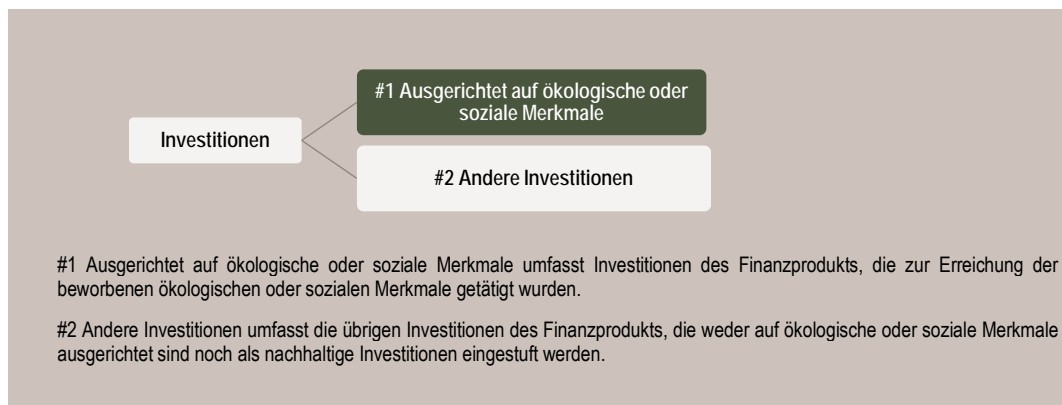 #1 Ausgerichtet auf ökologische oder
soziale Merkmale
Investitionen
#2 Andere Investitionen
#1 Ausgerichtet auf ökologische oder soziale Merkmale umfasst Investitionen des Finanzprodukts, die zur Erreichung der
beworbenen ökologischen oder sozialen Merkmale getätigt wurden.
#2 Andere Investitionen umfasst die übrigen Investitionen des Finanzprodukts, die weder auf ökologische oder soziale Merkmale
ausgerichtet sind noch als nachhaltige Investitionen eingestuft werden.